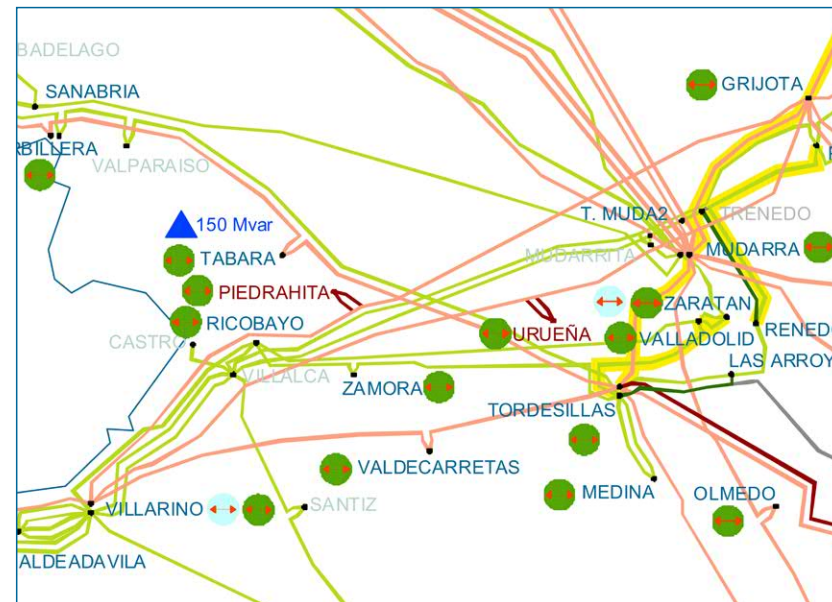 BADELAGO
SANABRIA
GRIJOTA
RBILLERA
VALPARAISO
150 Mvar
T. MUDA2
TRENEDO
TABARA
MUDARRITA
MUDARRA
PIEDRAHITA
ZARATAN
RICOBAYO
URUEÑA
VALLADOLID
RENEDO
CASTRO
LAS ARROY
VILLALCA
ZAMORA
TORDESILLAS
VALDECARRETAS
MEDINA
OLMEDO
VILLARINO
SANTIZ
ALDEADAVILA